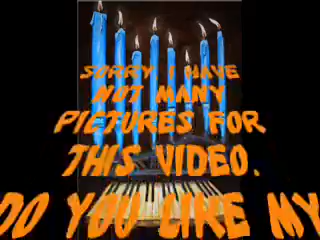 SORRY I HAVE
NOT MANY
PICTURES FOR
THIS VIDEO.
DO YOU LIKE MY